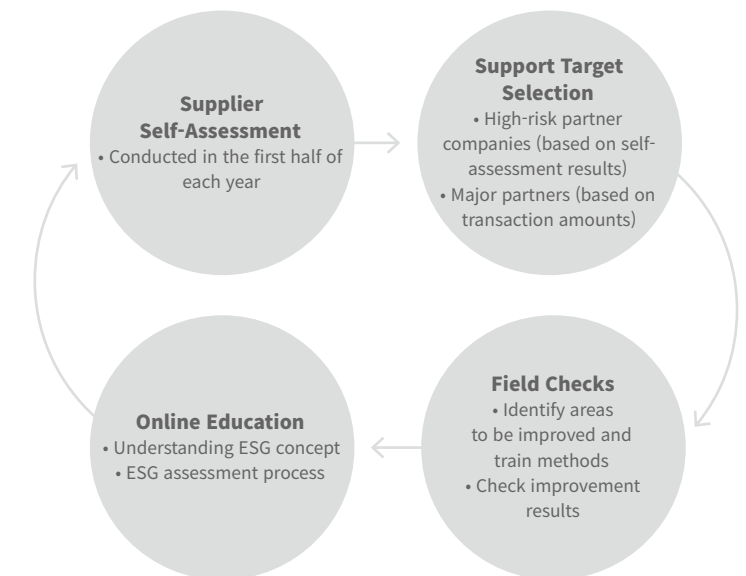 Supplier
Self-Assessment
• Conducted in the first half of
each year
Support Target
Selection
• High-risk partner
companies (based on self-
assessment results)
• Major partners (based on
transaction amounts)
Field Checks
• Identify areas
to be improved and
train methods
• Check improvement
results
Online Education
• Understanding ESG concept
• ESG assessment process